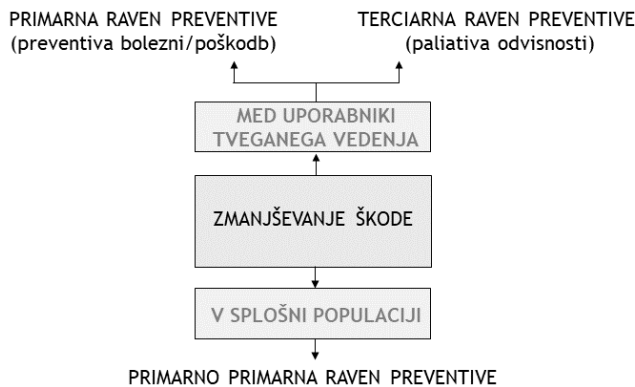 PRIMARNA RAVEN PREVENTIVE
(preventiva bolezni/poškodb)
TERCIARNA RAVEN PREVENTIVE
(paliativa odvisnosti)
MED UPORABNIKI
TVEGANEGA VEDENJA
ZMANJŠEVANJE ŠKODE
V SPLOŠNI POPULACIJI
PRIMARNO PRIMARNA RAVEN PREVENTIVE